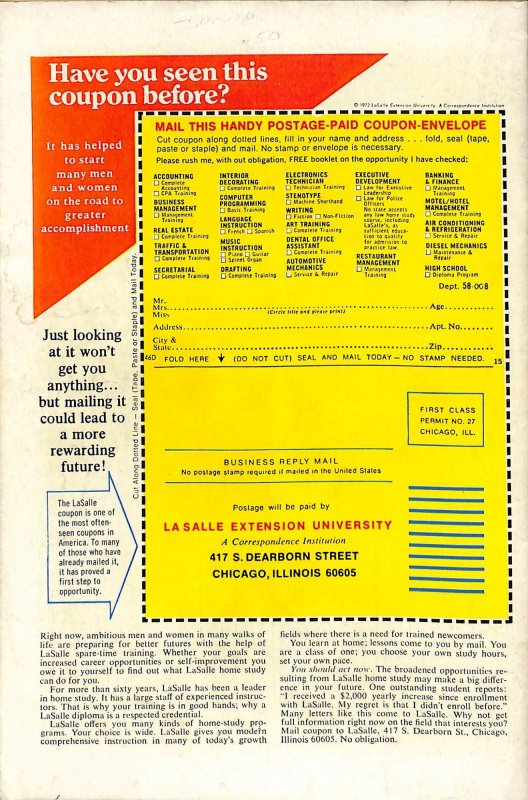 .50
Have you seen this
coupon before?
© 1972 LaSalle Extension University, A Correspondence Institution
It has helped
to start
many men
and women
on the road to
greater
accomplishment
MAIL THIS HANDY POSTAGE-PAID COUPON-ENVELOPE
Cut coupon along dotted lines, fill in your name and address . . . fold, seal (tape,
paste or staple) and mail. No stamp or envelope is necessary.
Please rush me, with out obligation, FREE booklet on the opportunity I have checked:
ACCOUNTING
☐ Complete
Accounting
☐ CPA Training
BUSINESS
MANAGEMENT
☐ Management
Training
REAL ESTATE
☐ Complete Training
TRAFFIC &
TRANSPORTATION
☐ Complete Training
SECRETARIAL
☐ Complete Training
INTERIOR
DECORATING
☐ Complete Training
COMPUTER
PROGRAMMING
☐ Basic Training
LANGUAGE
INSTRUCTION
☐ French ☐ Spanish
MUSIC
INSTRUCTION
☐ Piano ☐ Guitar
☐ Spinet Organ
DRAFTING
☐ Complete Training
ELECTRONICS
TECHNICIAN
☐ Technician Training
STENOTYPE
☐ Machine Shorthand
WRITING
☐ Fiction ☐ Non-Fiction
ART TRAINING
☐ Complete Training
DENTAL OFFICE
ASSISTANT
☐ Complete Training
AUTOMOTIVE
MECHANICS
☐ Service & Repair
EXECUTIVE
DEVELOPMENT
☐ Law for Executive
Leadership
☐ Law for Police
Officers
No state accepts
any law home study
course, including
LaSalle's, as
sufficient educa-
tion to qualify
for admission to
practice law.
RESTAURANT
MANAGEMENT
☐ Management
Training
BANKING
& FINANCE
☐ Management
Training
MOTEL/HOTEL
MANAGEMENT
☐ Complete Training
AIR CONDITIONING
& REFRIGERATION
☐ Service & Repair
DIESEL MECHANICS
☐ Maintenance &
Repair
HIGH SCHOOL
☐ Diploma Program
Dept. 58-068
Mr.
Mrs.
Miss
Age
(Circle title and please print)
Address
Apt. No.
City &
State
Zip
46D FOLD HERE ↓ (DO NOT CUT) SEAL AND MAIL TODAY — NO STAMP NEEDED. 15
Cut Along Dotted Line — Seal (Tape, Paste or Staple) and Mail Today.
Just looking
at it won't
get you
anything...
but mailing it
could lead to
a more
rewarding
future!
FIRST CLASS
PERMIT NO. 27
CHICAGO, ILL.
BUSINESS REPLY MAIL
No postage stamp required if mailed in the United States
Postage will be paid by
LA SALLE EXTENSION UNIVERSITY
A Correspondence Institution
417 S. DEARBORN STREET
CHICAGO, ILLINOIS 60605
The LaSalle
coupon is one of
the most often-
seen coupons in
America. To many
of those who have
already mailed it,
it has proved a
first step to
opportunity.
Right now, ambitious men and women in many walks of
life are preparing for better futures with the help of
LaSalle spare-time training. Whether your goals are
increased career opportunities or self-improvement you
owe it to yourself to find out what LaSalle home study
can do for you.
For more than sixty years, LaSalle has been a leader
in home study. It has a large staff of experienced instruc-
tors. That is why your training is in good hands; why a
LaSalle diploma is a respected credential.
LaSalle offers you many kinds of home-study pro-
grams. Your choice is wide. LaSalle gives you modern
comprehensive instruction in many of today's growth
fields where there is a need for trained newcomers.
You learn at home; lessons come to you by mail. You
are a class of one; you choose your own study hours,
set your own pace.
You should act now. The broadened opportunities re-
sulting from LaSalle home study may make a big differ-
ence in your future. One outstanding student reports:
"I received a $2,000 yearly increase since enrollment
with LaSalle. My regret is that I didn't enroll before."
Many letters like this come to LaSalle. Why not get
full information right now on the field that interests you?
Mail coupon to LaSalle, 417 S. Dearborn St., Chicago,
Illinois 60605. No obligation.